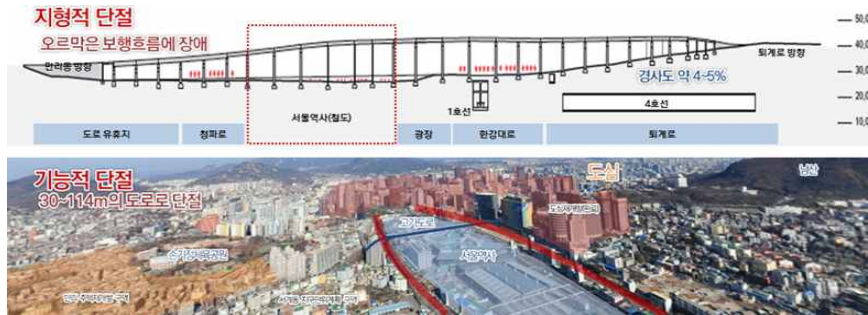 지형적 단절
오르막은 보행흐름에 장애
50,0
40,0
30,0
20,0
10,0
만리동 방향
퇴계로 방향
경사도 약 4~5%
1호선
4호선
서울역사(철도)
도로 유휴지
청파로
광장
한강대로
퇴계로
기능적 단절
30~114m의 도로로 단절
도심
남산
고가도로
손기정체육공원
서울역사